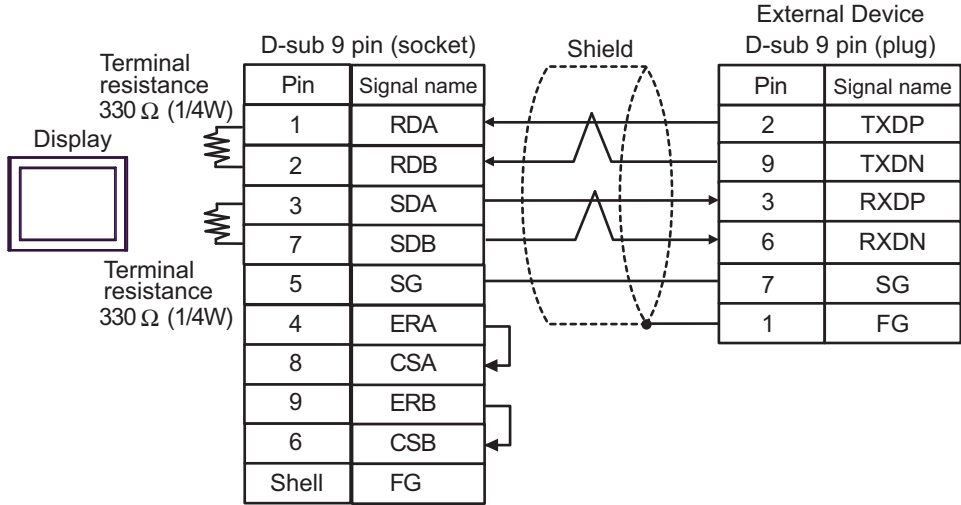 External Device
D-sub 9 pin (socket)
Shield
D-sub 9 pin (plug)
Terminal
resistance
330 Ω (1/4W)
Display
Terminal
resistance
330 Ω (1/4W)
Pin Signal name
1 RDA
2 RDB
3 SDA
7 SDB
5 SG
4 ERA
8 CSA
9 ERB
6 CSB
Shell FG
Pin Signal name
2 TXDP
9 TXDN
3 RXDP
6 RXDN
7 SG
1 FG